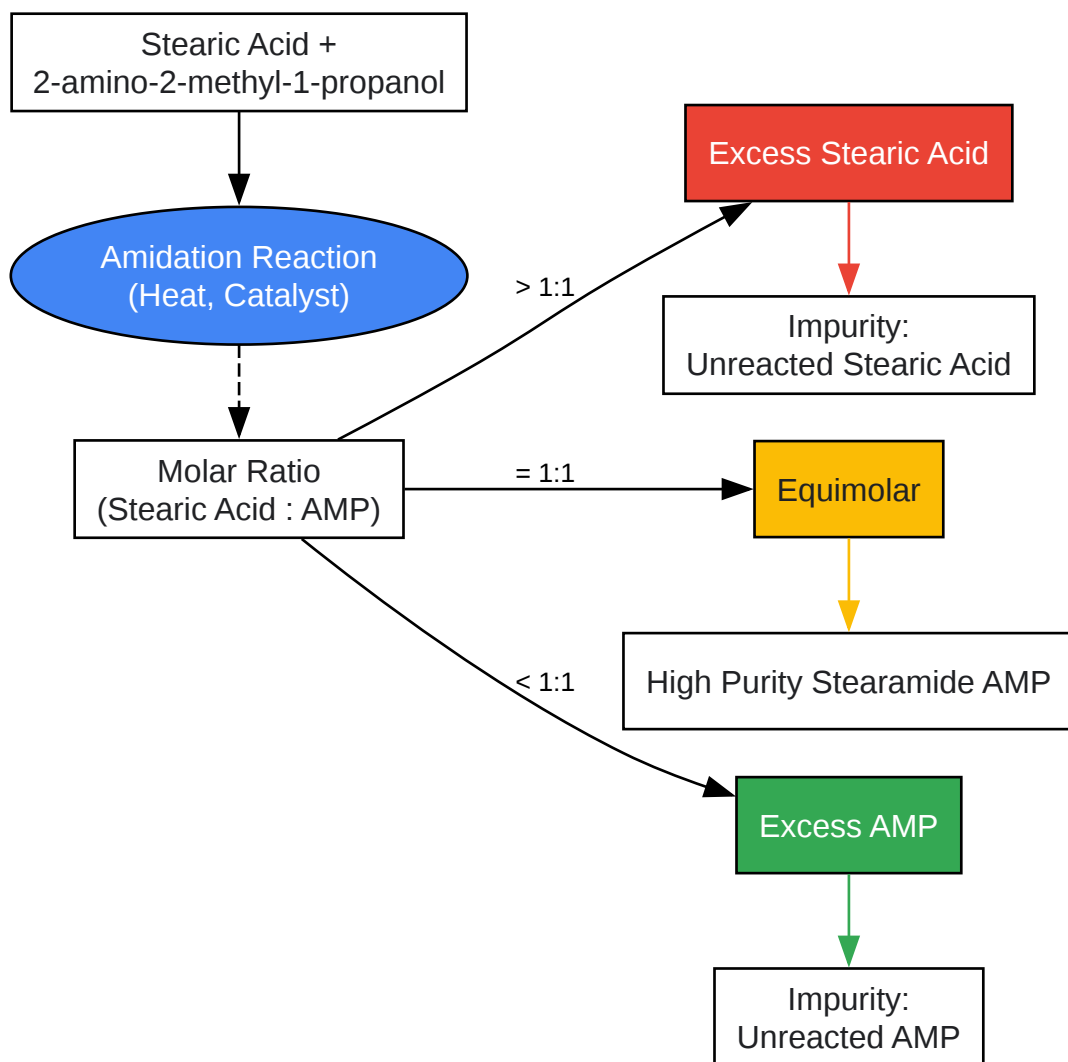 Stearic Acid +
2-amino-2-methyl-1-propanol
Amidation Reaction
(Heat, Catalyst)
Molar Ratio
(Stearic Acid : AMP)
> 1:1
Excess Stearic Acid
Impurity:
Unreacted Stearic Acid
= 1:1
Equimolar
High Purity Stearamide AMP
< 1:1
Excess AMP
Impurity:
Unreacted AMP